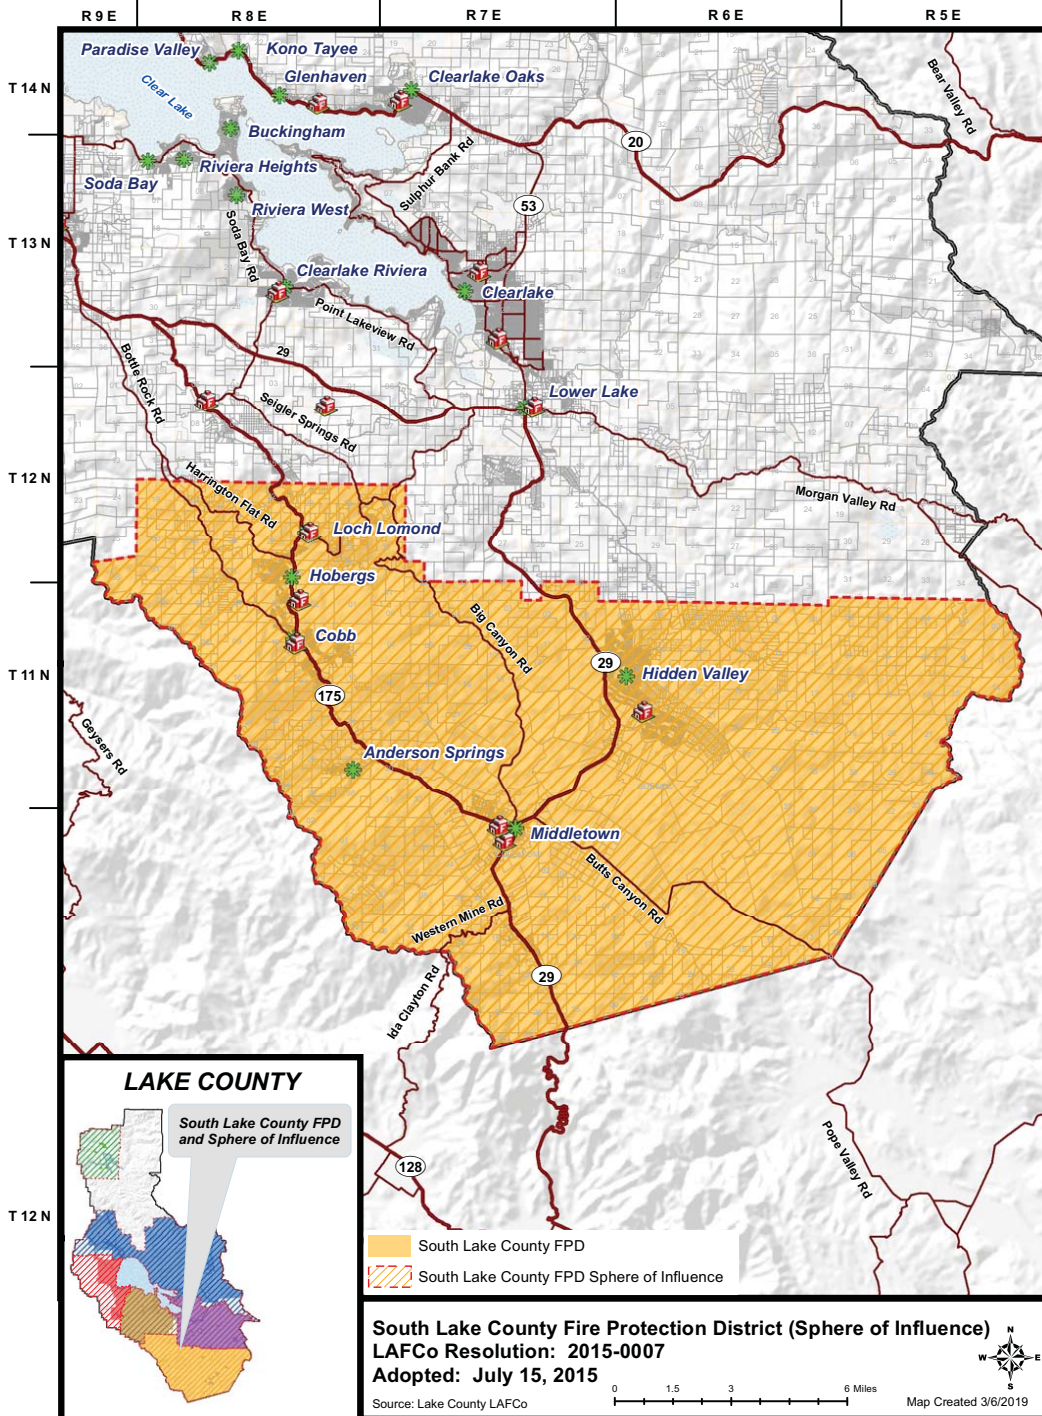 R 9 E
R 8 E
R 7 E
R 6 E
R 5 E
Paradise Valley
Kono Tayee
Glenhaven
Clearlake Oaks
T 14 N
Clear Lake
Bear Valley Rd
Buckingham
20
Riviera Heights
Soda Bay
Sulphur Bank Rd
Riviera West
53
T 13 N
Soda Bay Rd
Clearlake Riviera
Clearlake
Point Lakeview Rd
29
Bottle Rock Rd
Lower Lake
Seigler Springs Rd
T 12 N
Harrington Flat Rd
Morgan Valley Rd
Loch Lomond
Hobergs
Big Canyon Rd
Cobb
T 11 N
29
Hidden Valley
175
Geysers Rd
Anderson Springs
Middletown
Butts Canyon Rd
Western Mine Rd
29
Ida Clayton Rd
LAKE COUNTY
South Lake County FPD
and Sphere of Influence
128
Pope Valley Rd
T 12 N
South Lake County FPD
South Lake County FPD Sphere of Influence
South Lake County Fire Protection District (Sphere of Influence)
LAFCo Resolution: 2015-0007
Adopted: July 15, 2015
Source: Lake County LAFCo
0 1.5 3 6 Miles
N
W E
S
Map Created 3/6/2019